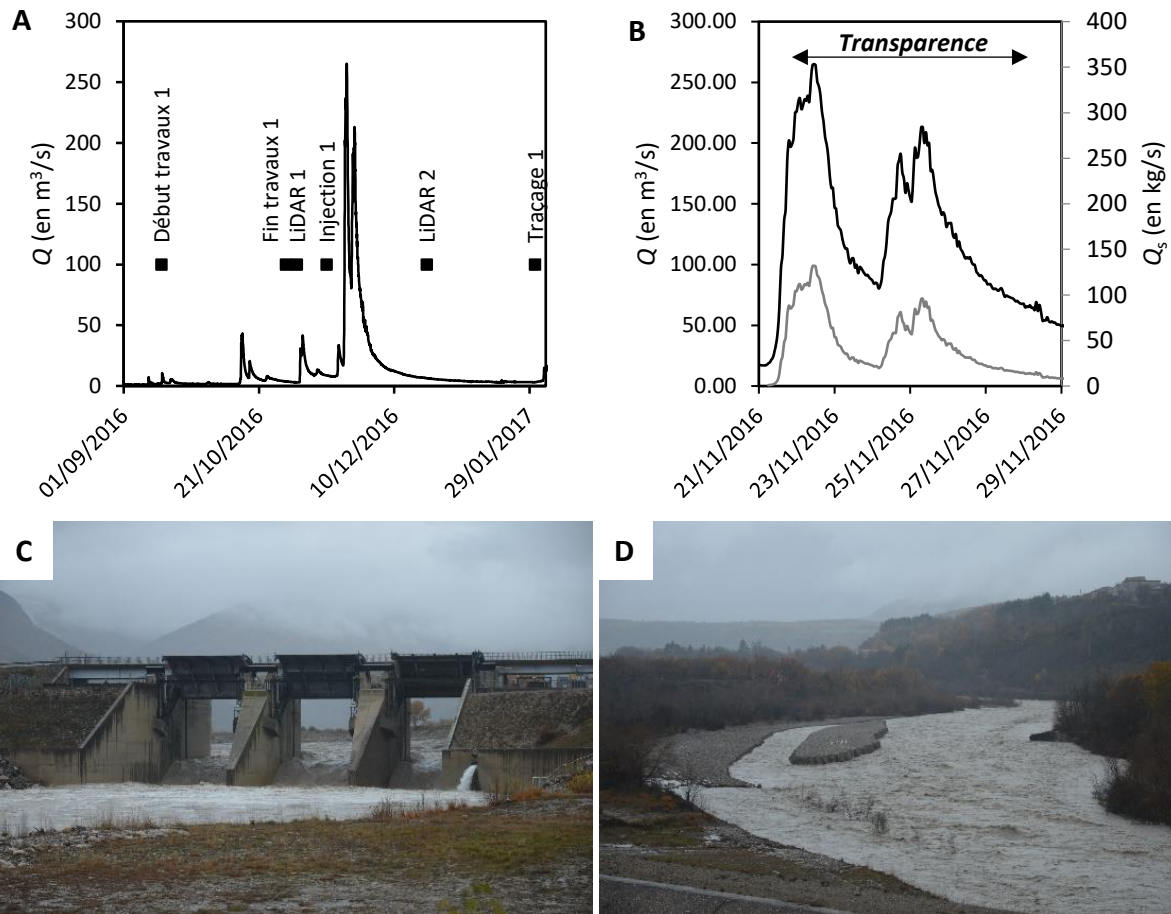 A
Q (en m³/s)
300
250
200
150
100
50
0
Début travaux 1
Fin travaux 1
LiDAR 1
Injection 1
LiDAR 2
Traçage 1
01/09/2016
21/10/2016
10/12/2016
29/01/2017
B
Transparence
Q (en m³/s)
300.00
250.00
200.00
150.00
100.00
50.00
0.00
400
350
300
250
200
150
100
50
0
Qs (en kg/s)
21/11/2016
23/11/2016
25/11/2016
27/11/2016
29/11/2016
C
D